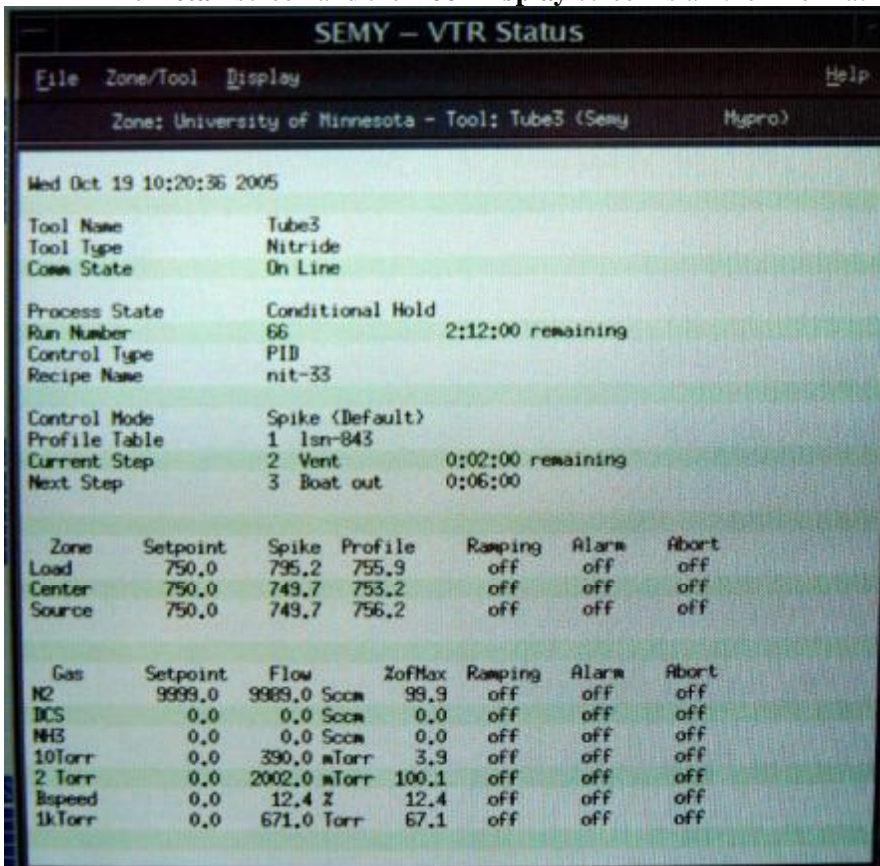 SEMY – VTR Status
File Zone/Tool Display Help
Zone: University of Minnesota - Tool: Tube3 (Semy Mypro)
Wed Oct 19 10:20:36 2005
Tool Name Tube3
Tool Type Nitride
Comm State On Line
Process State Conditional Hold
Run Number 66 2:12:00 remaining
Control Type PID
Recipe Name nit-33
Control Mode Spike (Default)
Profile Table 1 lsn-843
Current Step 2 Vent 0:02:00 remaining
Next Step 3 Boat out 0:06:00
Zone Setpoint Spike Profile Ramping Alarm Abort
Load 750.0 795.2 755.9 off off off
Center 750.0 749.7 753.2 off off off
Source 750.0 749.7 756.2 off off off
Gas Setpoint Flow %ofMax Ramping Alarm Abort
N2 9999.0 9989.0 Sccm 99.9 off off off
DCS 0.0 0.0 Sccm 0.0 off off off
NH3 0.0 0.0 Sccm 0.0 off off off
10Torr 0.0 390.0 mTorr 3.9 off off off
2 Torr 0.0 2002.0 mTorr 100.1 off off off
Bspeed 0.0 12.4 % 12.4 off off off
1kTorr 0.0 671.0 Torr 67.1 off off off